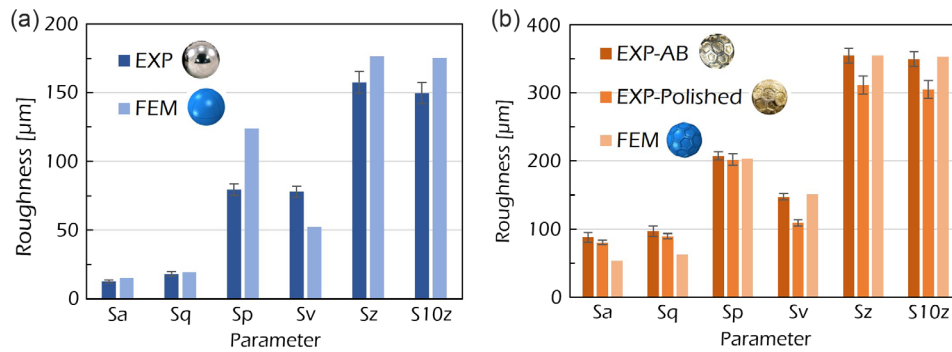 (a)
Roughness [µm]
200
150
100
50
0
EXP
FEM
Sa Sq Sp Sv Sz S10z
Parameter
(b)
Roughness [µm]
400
300
200
100
0
EXP-AB
EXP-Polished
FEM
Sa Sq Sp Sv Sz S10z
Parameter